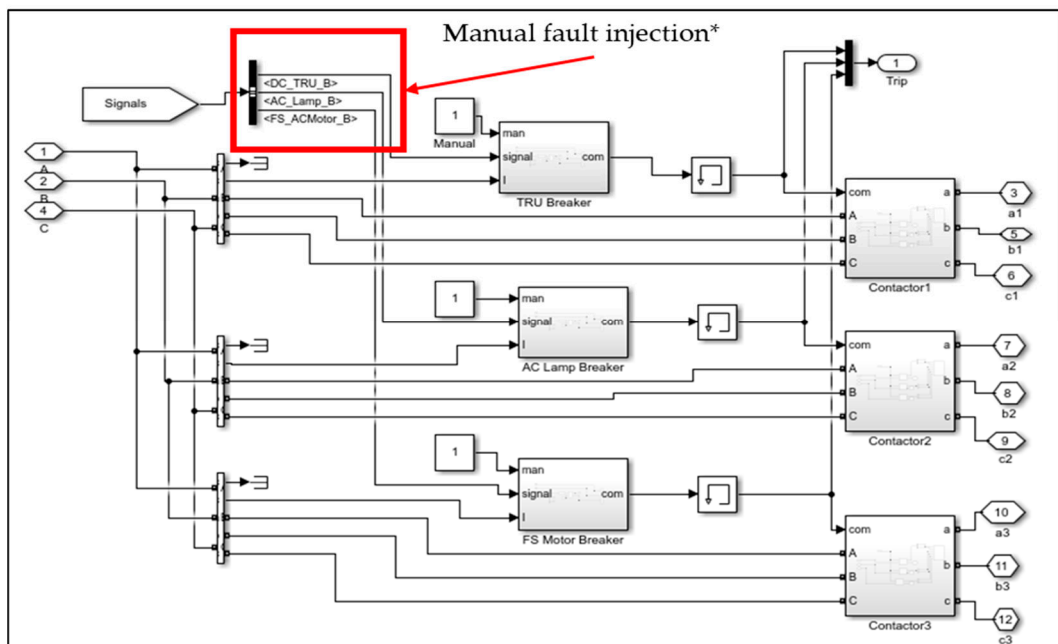 Manual fault injection*
Signals
<DC_TRU_B>
<AC_Lamp_B>
<FS_ACMotor_B>
1
Trip
1
Manual
man
signal
I
com
TRU Breaker
1
A
2
B
4
C
com
A
B
C
a
b
c
Contactor1
3
a1
5
b1
6
c1
1
man
signal
I
com
AC Lamp Breaker
com
A
B
C
a
b
c
Contactor2
7
a2
8
b2
9
c2
1
man
signal
I
com
FS Motor Breaker
com
A
B
C
a
b
c
Contactor3
10
a3
11
b3
12
c3